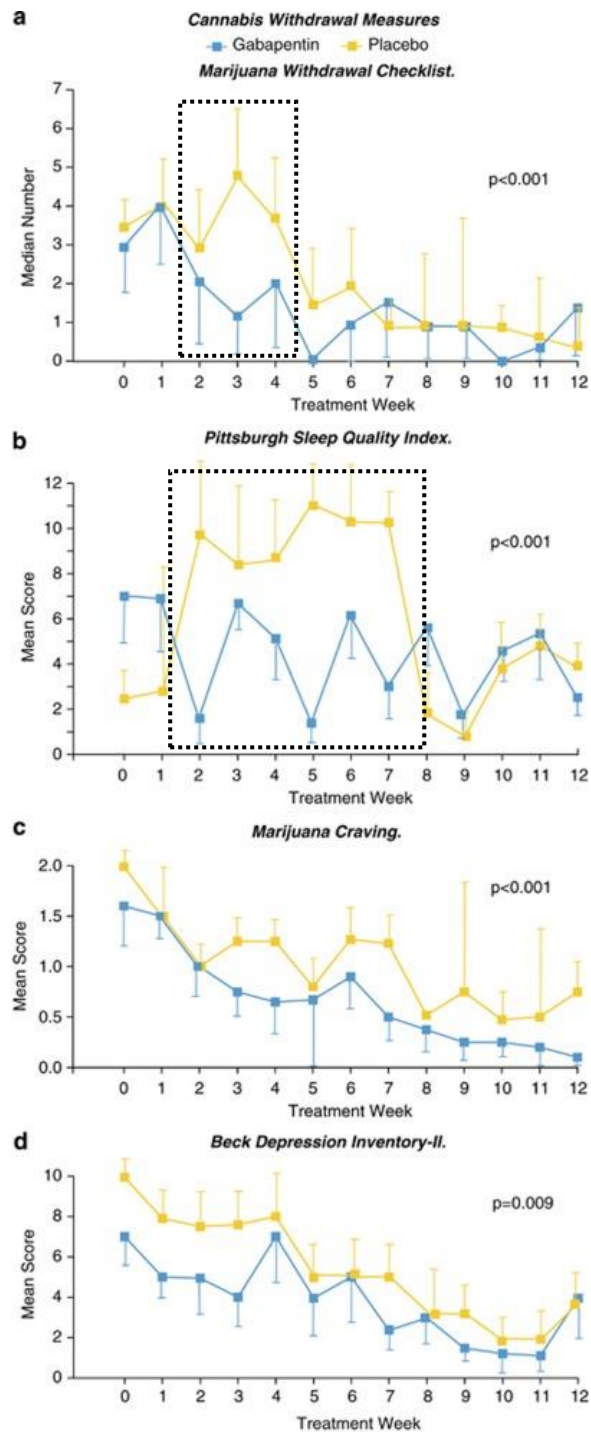 a
Cannabis Withdrawal Measures
Gabapentin Placebo
Marijuana Withdrawal Checklist.
7
6
5
4
3
2
1
0
Median Number
p<0.001
0 1 2 3 4 5 6 7 8 9 10 11 12
Treatment Week
b
Pittsburgh Sleep Quality Index.
12
10
8
6
4
2
0
Mean Score
p<0.001
0 1 2 3 4 5 6 7 8 9 10 11 12
Treatment Week
c
Marijuana Craving.
2.0
1.5
1.0
0.5
0.0
Mean Score
p<0.001
0 1 2 3 4 5 6 7 8 9 10 11 12
Treatment Week
d
Beck Depression Inventory-II.
10
8
6
4
2
0
Mean Score
p=0.009
0 1 2 3 4 5 6 7 8 9 10 11 12
Treatment Week